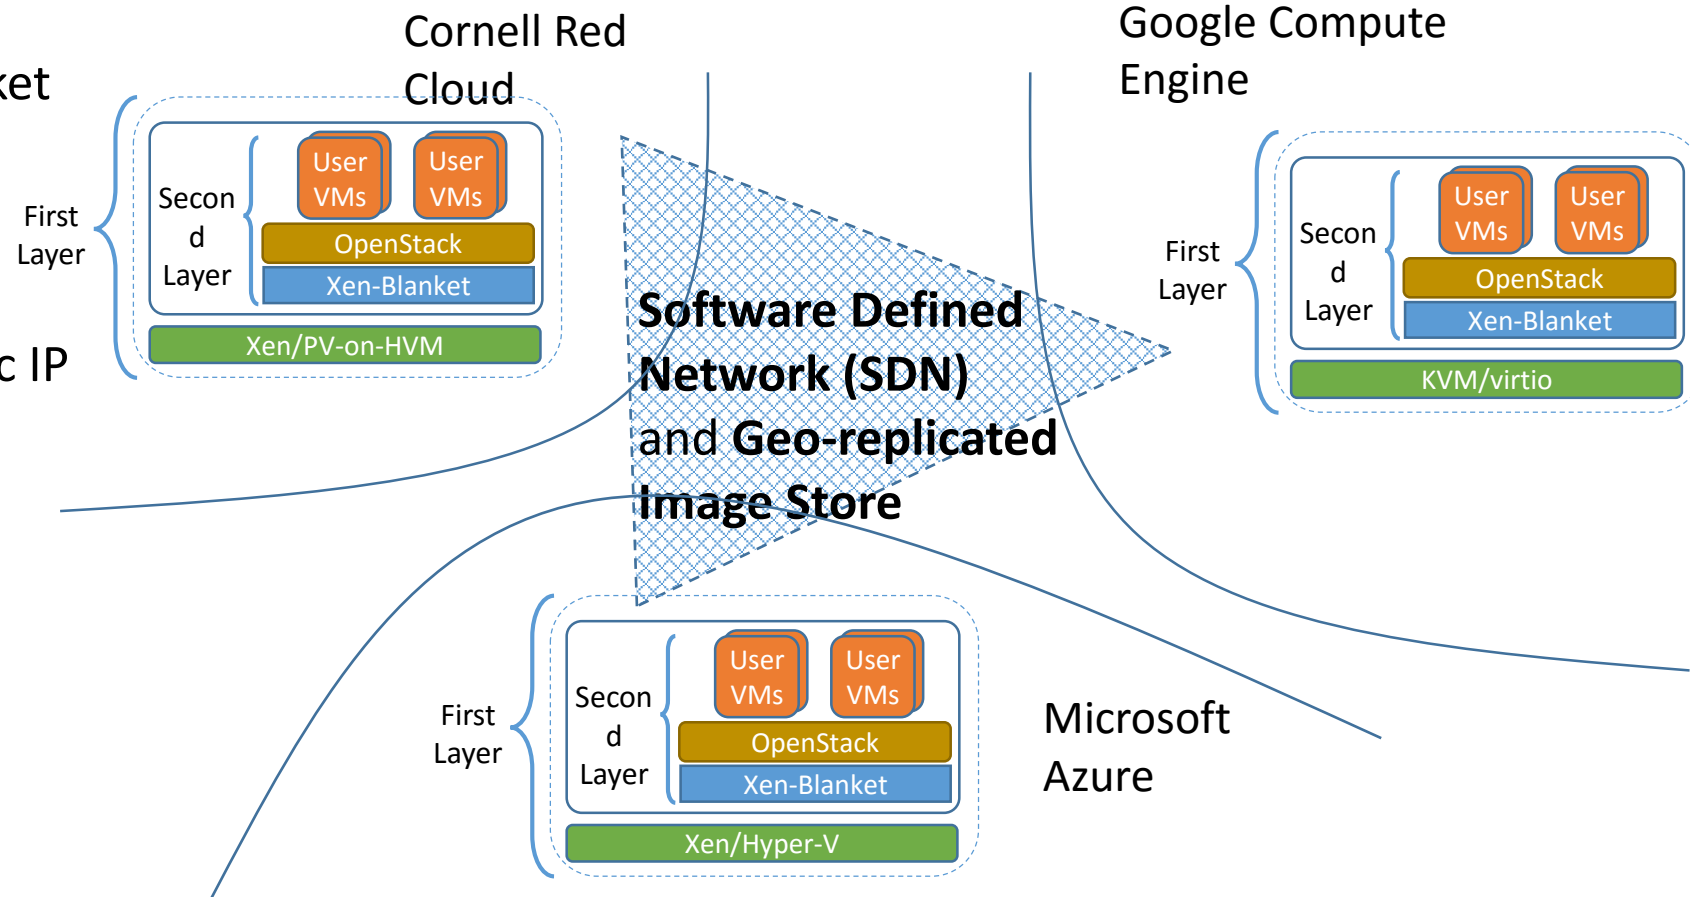 Cornell Red
Cloud
Google Compute
Engine
ket
First
Layer
Secon
d
Layer
User
VMs
User
VMs
OpenStack
Xen-Blanket
Xen/PV-on-HVM
c IP
First
Layer
Secon
d
Layer
User
VMs
User
VMs
OpenStack
Xen-Blanket
KVM/virtio
Software Defined
Network (SDN)
and Geo-replicated
Image Store
First
Layer
Secon
d
Layer
User
VMs
User
VMs
OpenStack
Xen-Blanket
Xen/Hyper-V
Microsoft
Azure